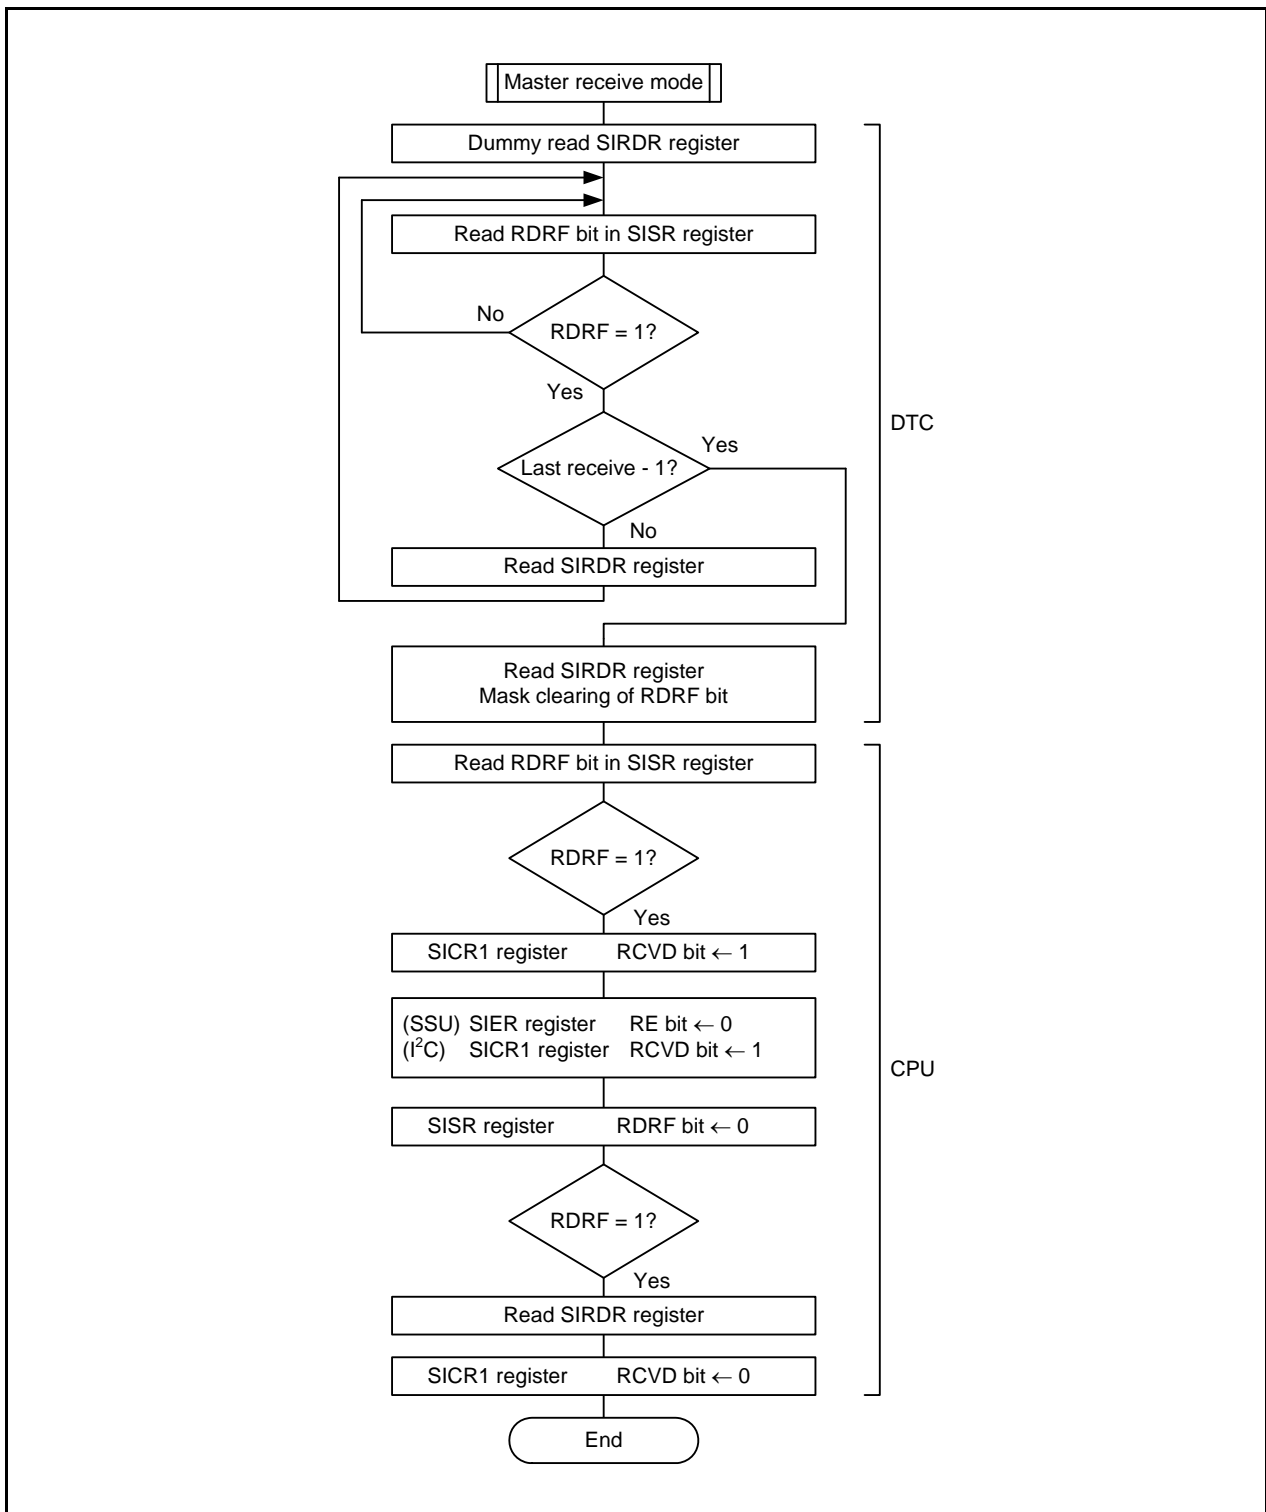 Master receive mode
Dummy read SIRDR register
Read RDRF bit in SISR register
No
RDRF = 1?
Yes
DTC
Yes
Last receive - 1?
No
Read SIRDR register
Read SIRDR register
Mask clearing of RDRF bit
Read RDRF bit in SISR register
RDRF = 1?
Yes
SICR1 register RCVD bit ← 1
(SSU) SIER register RE bit ← 0
(I²C) SICR1 register RCVD bit ← 1
CPU
SISR register RDRF bit ← 0
RDRF = 1?
Yes
Read SIRDR register
SICR1 register RCVD bit ← 0
End